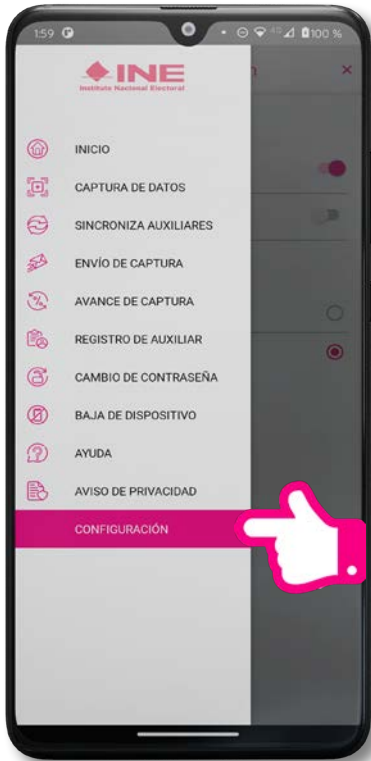 1:59
4G
100 %
INE
Instituto Nacional Electoral
n
×
INICIO
CAPTURA DE DATOS
SINCRONIZA AUXILIARES
ENVÍO DE CAPTURA
AVANCE DE CAPTURA
REGISTRO DE AUXILIAR
CAMBIO DE CONTRASEÑA
BAJA DE DISPOSITIVO
AYUDA
AVISO DE PRIVACIDAD
CONFIGURACIÓN